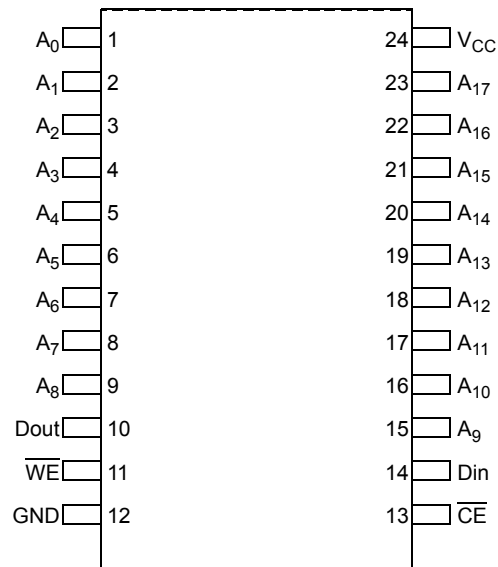 A0 1 24 VCC
A1 2 23 A17
A2 3 22 A16
A3 4 21 A15
A4 5 20 A14
A5 6 19 A13
A6 7 18 A12
A7 8 17 A11
A8 9 16 A10
Dout 10 15 A9
WE 11 14 Din
GND 12 13 CE